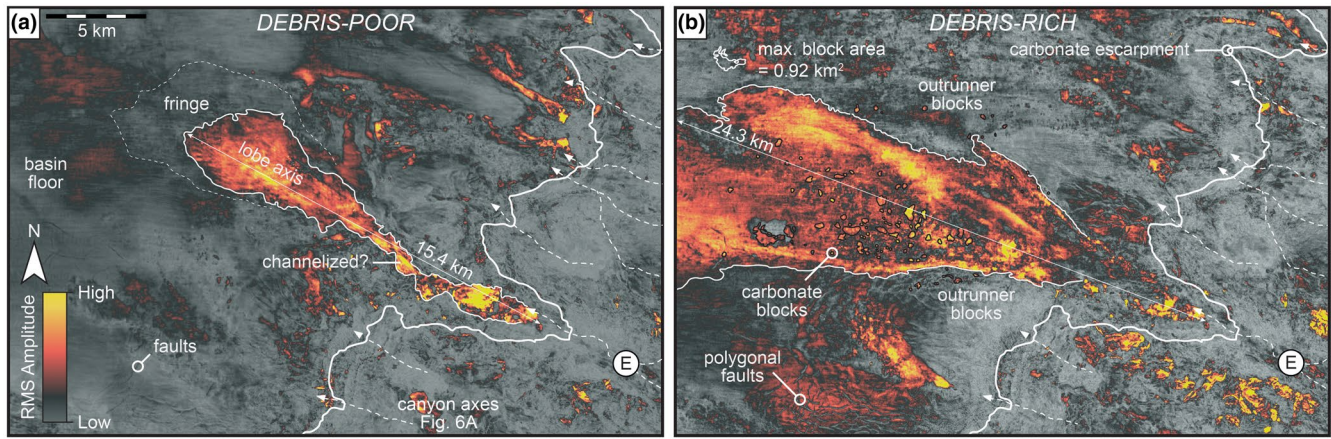 (a)
5 km
DEBRIS-POOR
fringe
basin
floor
lobe axis
N
15.4 km
channelized?
High
RMS Amplitude
Low
faults
canyon axes
Fig. 6A
E
(b)
DEBRIS-RICH
max. block area
= 0.92 km²
carbonate escarpment
outrunner
blocks
24.3 km
carbonate
blocks
outrunner
blocks
polygonal
faults
E